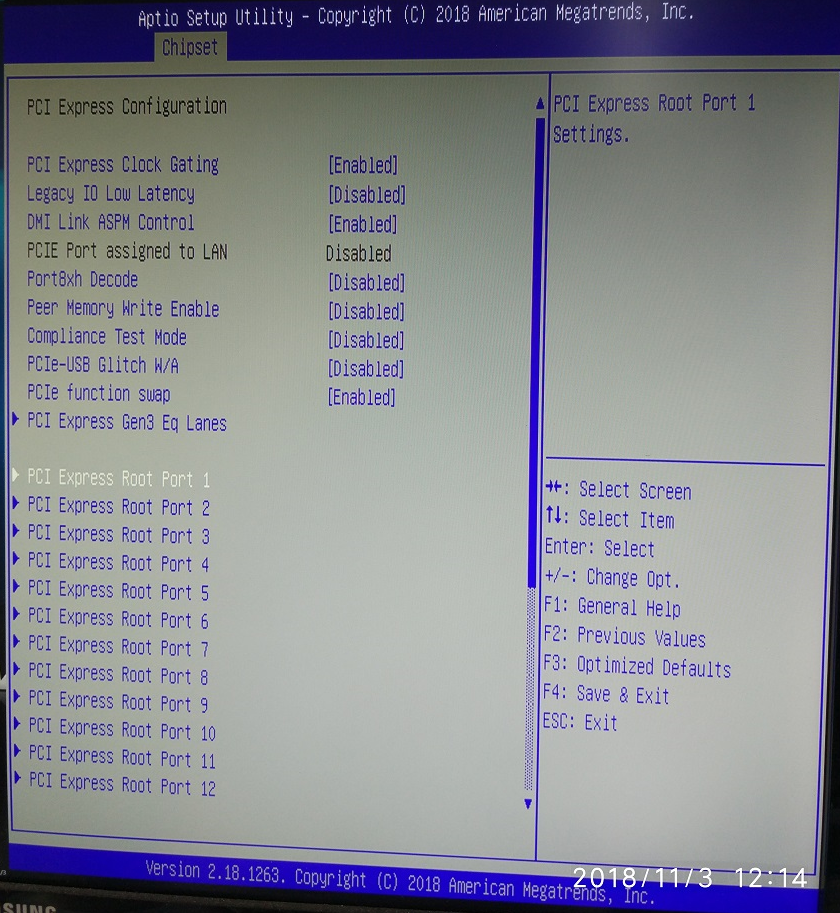 Aptio Setup Utility - Copyright (C) 2018 American Megatrends, Inc.
Chipset
PCI Express Configuration
PCI Express Clock Gating [Enabled]
Legacy IO Low Latency [Disabled]
DMI Link ASPM Control [Enabled]
PCIE Port assigned to LAN Disabled
Port8xh Decode [Disabled]
Peer Memory Write Enable [Disabled]
Compliance Test Mode [Disabled]
PCIe-USB Glitch W/A [Disabled]
PCIe function swap [Enabled]
PCI Express Gen3 Eq Lanes
PCI Express Root Port 1
PCI Express Root Port 2
PCI Express Root Port 3
PCI Express Root Port 4
PCI Express Root Port 5
PCI Express Root Port 6
PCI Express Root Port 7
PCI Express Root Port 8
PCI Express Root Port 9
PCI Express Root Port 10
PCI Express Root Port 11
PCI Express Root Port 12
PCI Express Root Port 1
Settings.
→←: Select Screen
↑↓: Select Item
Enter: Select
+/-: Change Opt.
F1: General Help
F2: Previous Values
F3: Optimized Defaults
F4: Save & Exit
ESC: Exit
Version 2.18.1263. Copyright (C) 2018 American Megatrends, Inc.
2018/11/3 12:14
SUNG